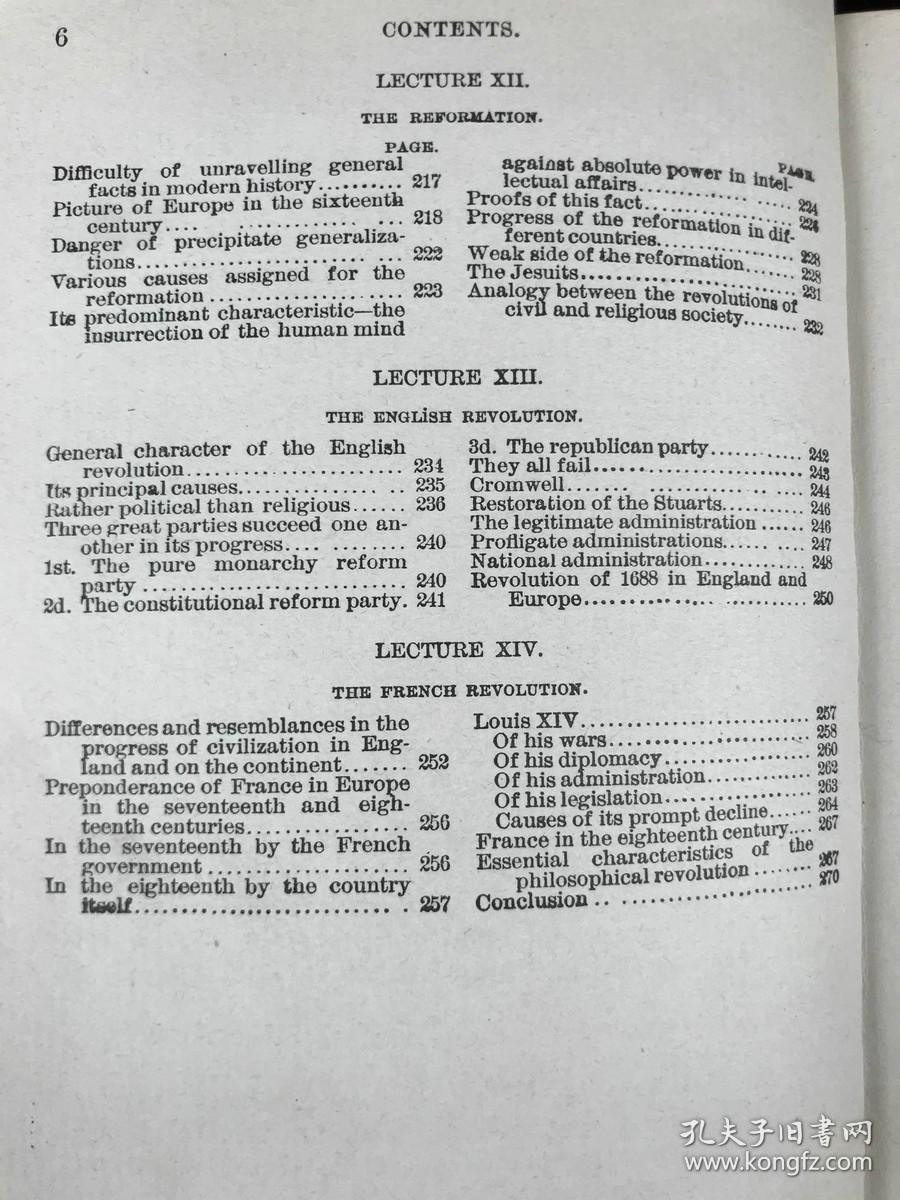 6
CONTENTS.
LECTURE XII.
THE REFORMATION.
PAGE.
Difficulty of unravelling general
facts in modern history.......... 217
Picture of Europe in the sixteenth
century.... ............. ... 218
Danger of precipitate generaliza-
tions........................... ... 222
Various causes assigned for the
reformation ...................... 223
Its predominant characteristic—the
insurrection of the human mind
PAGE
against absolute power in intel-
lectual affairs.................... 224
Proofs of this fact.................. 224
Progress of the reformation in dif-
ferent countries.................. 228
Weak side of the reformation....... 228
The Jesuits......................... 231
Analogy between the revolutions of
civil and religious society........ 232
LECTURE XIII.
THE ENGLISH REVOLUTION.
General character of the English
revolution........................ 234
Its principal causes.................. 235
Rather political than religious...... 236
Three great parties succeed one an-
other in its progress.... .......... 240
1st. The pure monarchy reform
party ............................. 240
2d. The constitutional reform party. 241
3d. The republican party........... 242
They all fail......................... 243
Cromwell........................... 244
Restoration of the Stuarts.......... 246
The legitimate administration ...... 246
Profligate administrations...... .... 247
National administration............. 248
Revolution of 1688 in England and
Europe......................... 250
LECTURE XIV.
THE FRENCH REVOLUTION.
Differences and resemblances in the
progress of civilization in Eng-
land and on the continent....... 252
Preponderance of France in Europe
in the seventeenth and eigh-
teenth centuries.................. 256
In the seventeenth by the French
government ...................... 256
In the eighteenth by the country
itself............................. . 257
Louis XIV........................... 257
Of his wars........................ 258
Of his diplomacy.................. 260
Of his administration............. 262
Of his legislation.................. 263
Causes of its prompt decline...... 264
France in the eighteenth century.... 267
Essential characteristics of the
philosophical revolution ........ 267
Conclusion ......................... 270
孔夫子旧書网
www.kongfz.com